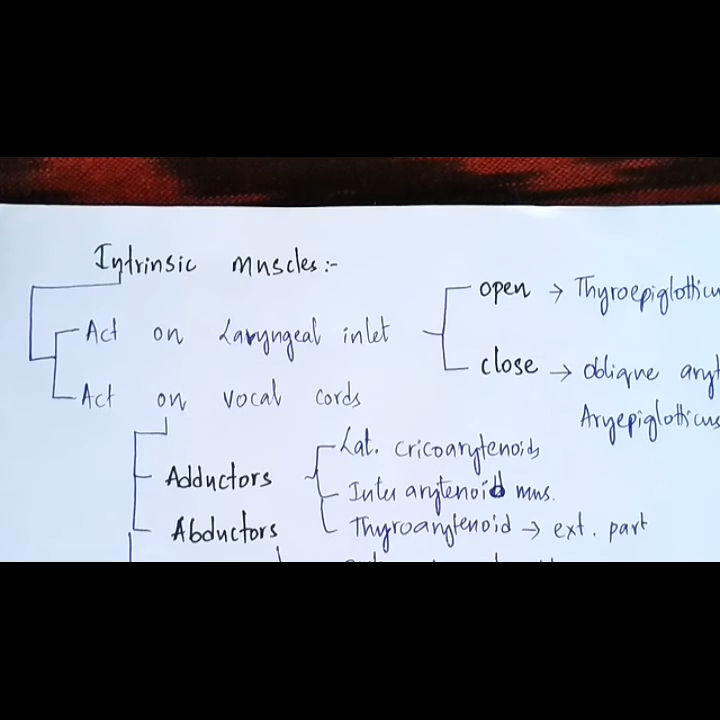 Intrinsic muscles:-
open → Thyroepiglotticu
Act on Laryngeal inlet
close → oblique aryt
Act on vocal cords
Aryepiglotticus
Lat. cricoarytenoids
Adductors
Inter arytenoid mus.
Abductors
Thyroarytenoid → ext. part